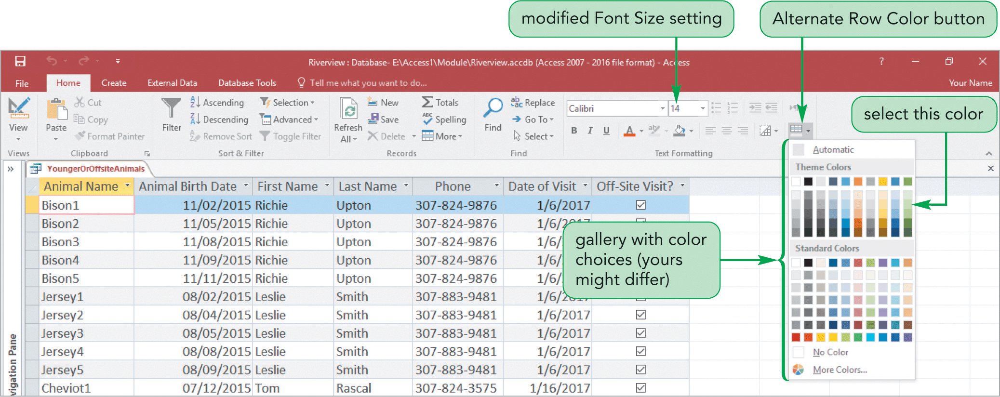 modified Font Size setting
Alternate Row Color button
Riverview : Database- E:\Access1\Module\Riverview.accdb (Access 2007 - 2016 file format) - Access
?
File Home Create External Data Database Tools Tell me what you want to do... Your Name
select this color
Cut
Copy
Format Painter
View
Paste
Filter
Ascending
Descending
Remove Sort
Selection
Advanced
Toggle Filter
Refresh
All
New
Save
Delete
Totals
Spelling
More
Find
Replace
Go To
Select
Calibri
14
B I U A
Views Clipboard Sort & Filter Records Find Text Formatting
YoungerOrOffsiteAnimals
Animal Name Animal Birth Date First Name Last Name Phone Date of Visit Off-Site Visit?
Bison1 11/02/2015 Richie Upton 307-824-9876 1/6/2017
Bison2 11/05/2015 Richie Upton 307-824-9876 1/6/2
Bison3 11/08/2015 Richie Upton 307-824-9876 1/6/
Bison4 11/09/2015 Richie Upton 307-824-9876 1/6/
Bison5 11/11/2015 Richie Upton 307-824-9876 1/6/
Jersey1 08/02/2015 Leslie Smith 307-883-9481 1/6/2017
Jersey2 08/04/2015 Leslie Smith 307-883-9481 1/6/2017
Jersey3 08/05/2015 Leslie Smith 307-883-9481 1/6/2017
Jersey4 08/08/2015 Leslie Smith 307-883-9481 1/6/2017
Jersey5 08/09/2015 Leslie Smith 307-883-9481 1/6/2017
Cheviot1 07/12/2015 Tom Rascal 307-824-3575 1/16/2017
vigation Pane
gallery with color
choices (yours
might differ)
Automatic
Theme Colors
Standard Colors
No Color
More Colors...